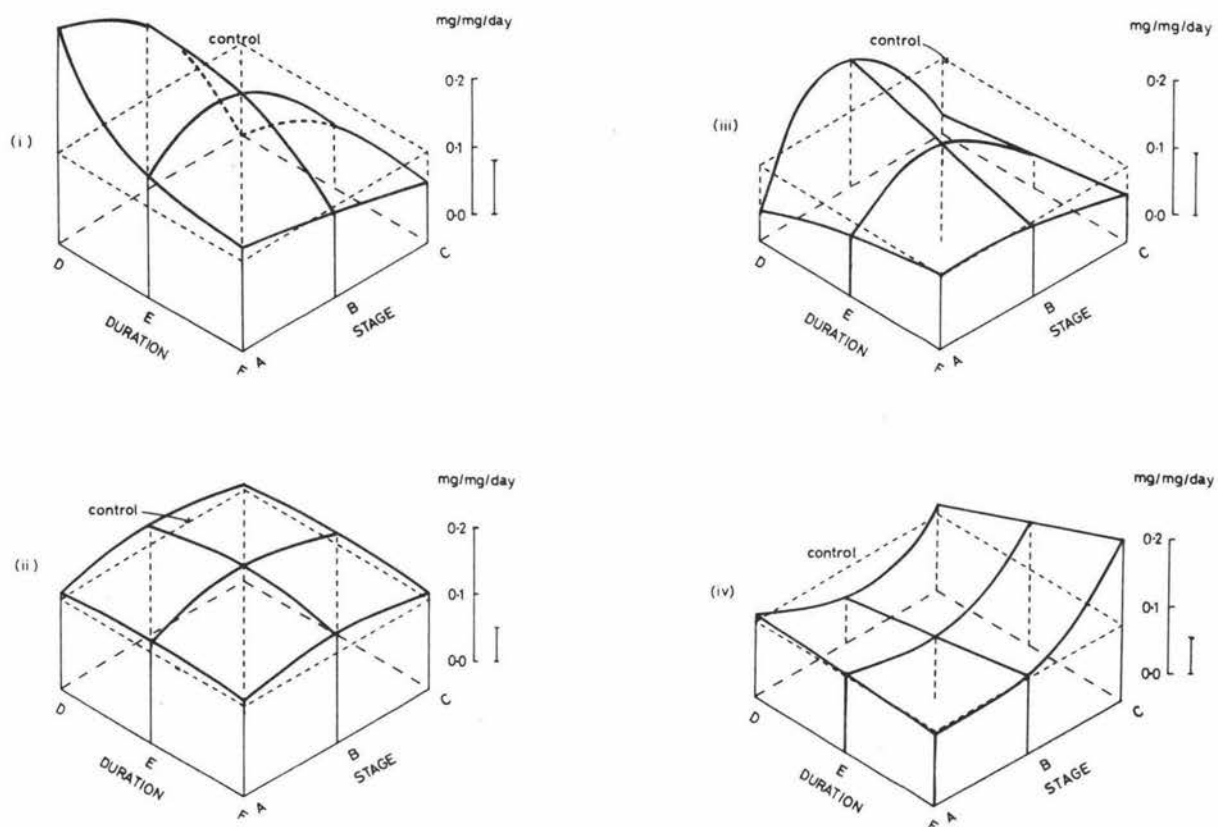 (i)
control
mg/mg/day
0·2
0·1
0·0
D
E
F
DURATION
A
B
C
STAGE
(iii)
control
mg/mg/day
0·2
0·1
0·0
D
E
F
DURATION
A
B
C
STAGE
(ii)
control
mg/mg/day
0·2
0·1
0·0
D
E
F
DURATION
A
B
C
STAGE
(iv)
control
mg/mg/day
0·2
0·1
0·0
D
E
F
DURATION
A
B
C
STAGE